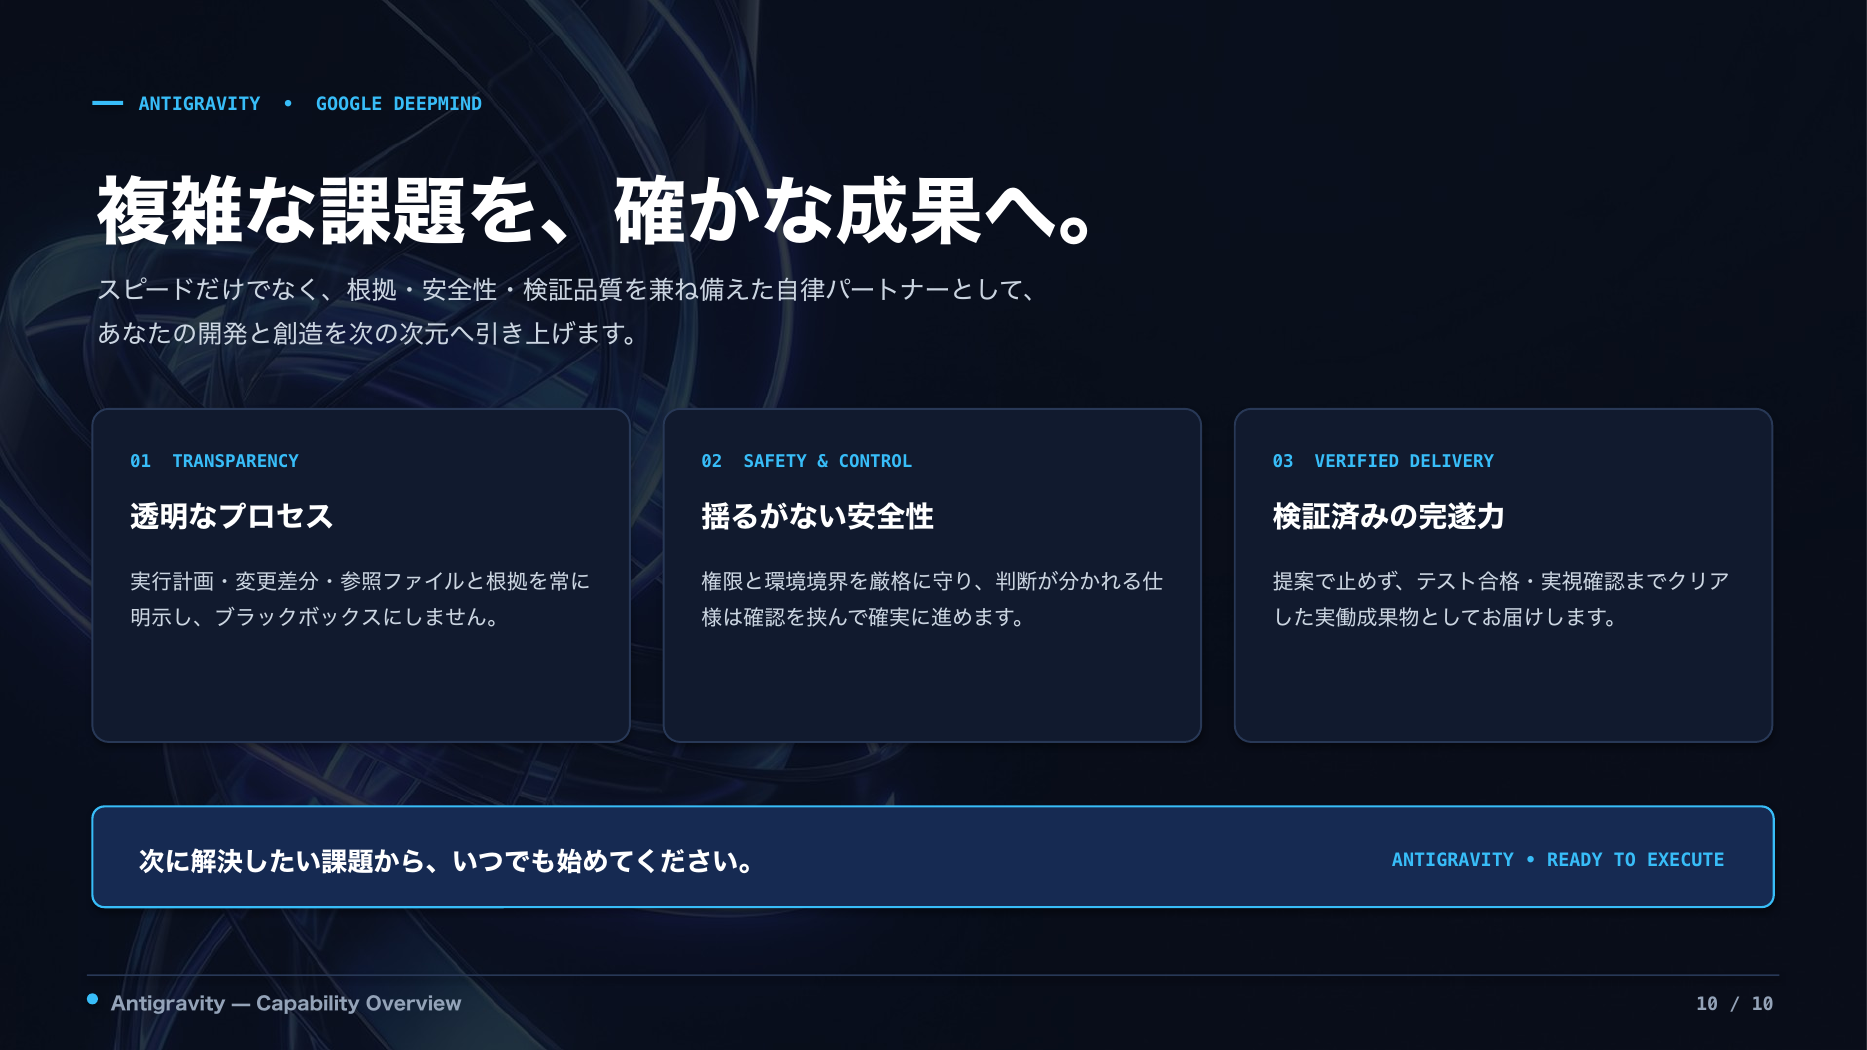 ANTIGRAVITY • GOOGLE DEEPMIND
複雑な課題を、確かな成果へ。
スピードだけでなく、根拠・安全性・検証品質を兼ね備えた自律パートナーとして、
あなたの開発と創造を次の次元へ引き上げます。
01 TRANSPARENCY
透明なプロセス
実行計画・変更差分・参照ファイルと根拠を常に
明示し、ブラックボックスにしません。
02 SAFETY & CONTROL
揺るがない安全性
権限と環境境界を厳格に守り、判断が分かれる仕
様は確認を挟んで確実に進めます。
03 VERIFIED DELIVERY
検証済みの完遂力
提案で止めず、テスト合格・実視確認までクリア
した実働成果物としてお届けします。
次に解決したい課題から、いつでも始めてください。
ANTIGRAVITY • READY TO EXECUTE
Antigravity — Capability Overview
10 / 10